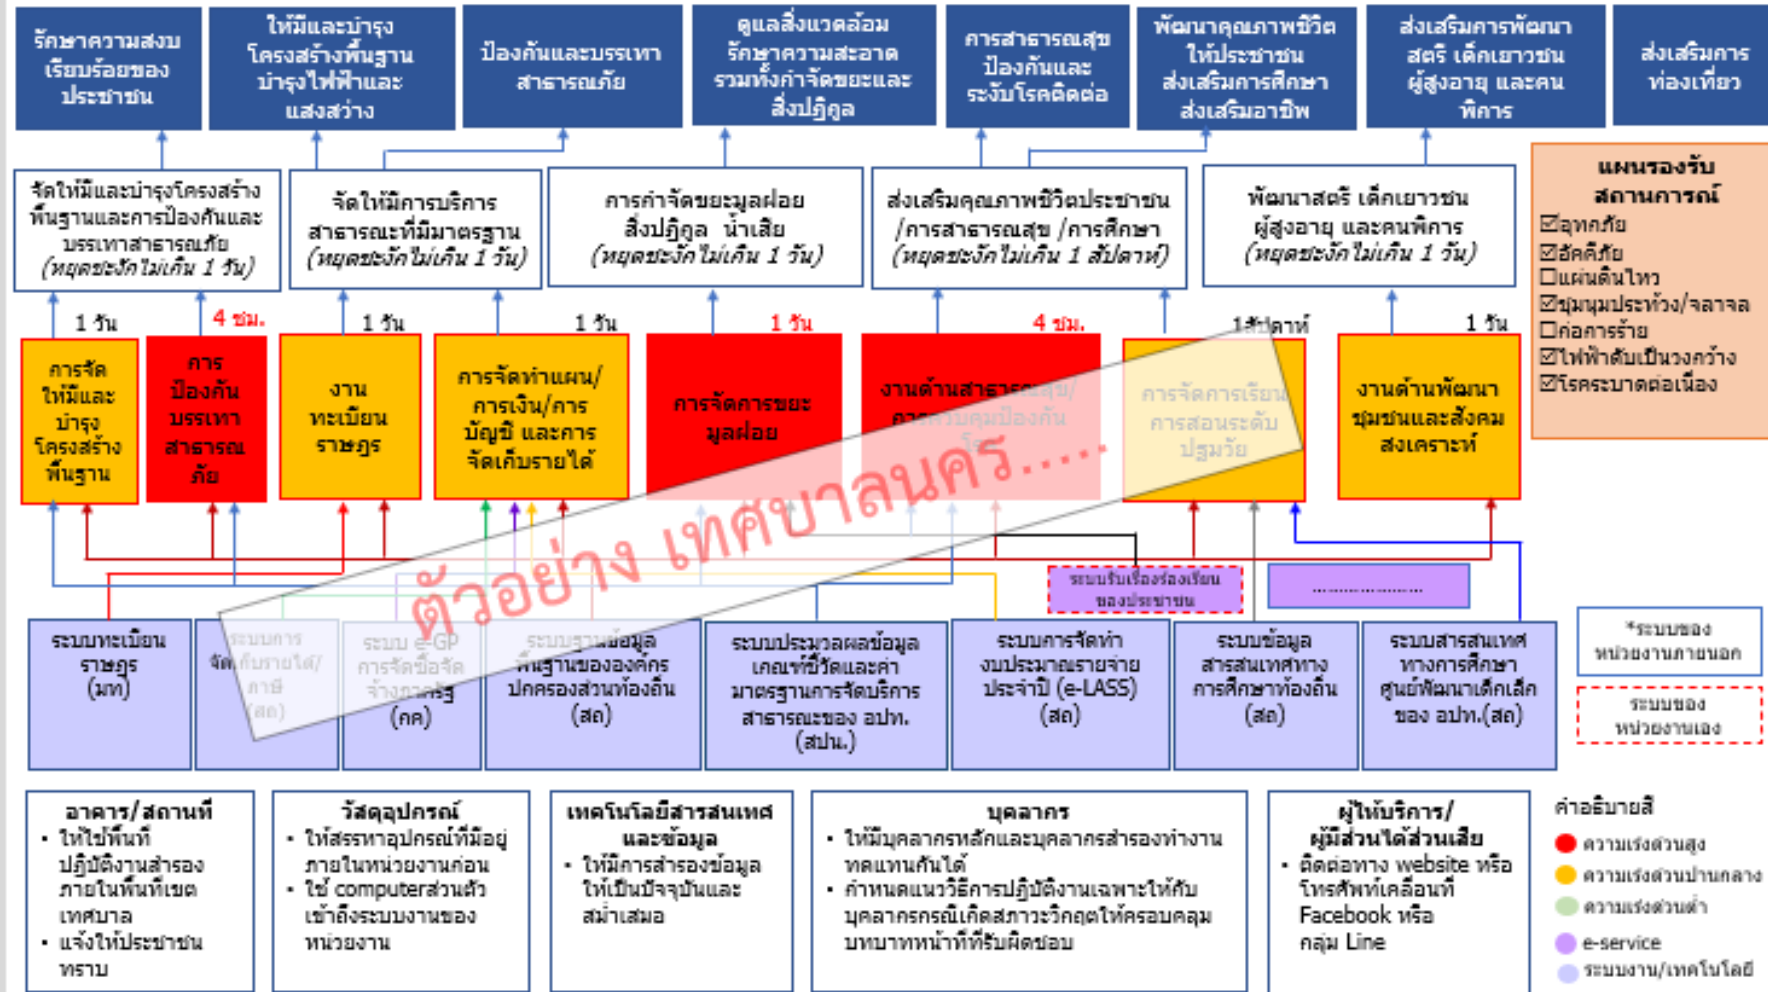 รักษาความสงบ
เรียบร้อยของ
ประชาชน
ให้มีและบำรุง
โครงสร้างพื้นฐาน
บำรุงไฟฟ้าและ
แสงสว่าง
ป้องกันและบรรเทา
สาธารณภัย
ดูแลสิ่งแวดล้อม
รักษาความสะอาด
รวมทั้งกำจัดขยะและ
สิ่งปฏิกูล
การสาธารณสุข
ป้องกันและ
ระงับโรคติดต่อ
พัฒนาคุณภาพชีวิต
ให้ประชาชน
ส่งเสริมการศึกษา
ส่งเสริมอาชีพ
ส่งเสริมการพัฒนา
สตรี เด็กเยาวชน
ผู้สูงอายุ และคน
พิการ
ส่งเสริมการ
ท่องเที่ยว
จัดให้มีและบำรุงโครงสร้าง
พื้นฐานและการป้องกันและ
บรรเทาสาธารณภัย
(หยุดชะงักไม่เกิน 1 วัน)
จัดให้มีการบริการ
สาธารณะที่มีมาตรฐาน
(หยุดชะงักไม่เกิน 1 วัน)
การกำจัดขยะมูลฝอย
สิ่งปฏิกูล น้ำเสีย
(หยุดชะงักไม่เกิน 1 วัน)
ส่งเสริมคุณภาพชีวิตประชาชน
/การสาธารณสุข /การศึกษา
(หยุดชะงักไม่เกิน 1 สัปดาห์)
พัฒนาสตรี เด็กเยาวชน
ผู้สูงอายุ และคนพิการ
(หยุดชะงักไม่เกิน 1 วัน)
แผนรองรับ
สถานการณ์
☑อุทกภัย
☑อัคคีภัย
☐แผ่นดินไหว
☑ชุมนุมประท้วง/จลาจล
☐ก่อการร้าย
☑ไฟฟ้าดับเป็นวงกว้าง
☑โรคระบาดต่อเนื่อง
1 วัน
4 ชม.
1 วัน
1 วัน
1 วัน
4 ชม.
1สัปดาห์
1 วัน
การจัด
ให้มีและ
บำรุง
โครงสร้าง
พื้นฐาน
การ
ป้องกัน
บรรเทา
สาธารณ
ภัย
งาน
ทะเบียน
ราษฎร
การจัดทำแผน/
การเงิน/การ
บัญชี และการ
จัดเก็บรายได้
การจัดการขยะ
มูลฝอย
งานด้านสาธารณสุข/
การควบคุมป้องกัน
โรค
การจัดการเรียน
การสอนระดับ
ปฐมวัย
งานด้านพัฒนา
ชุมชนและสังคม
สงเคราะห์
ตัวอย่าง เทศบาลนคร.....
ระบบรับเรื่องร้องเรียน
ของประชาชน
......................
ระบบทะเบียน
ราษฎร
(มท)
ระบบการ
จัดเก็บรายได้/
ภาษี
(สถ)
ระบบ e-GP
การจัดซื้อจัด
จ้างภาครัฐ
(กค)
ระบบฐานข้อมูล
พื้นฐานขององค์กร
ปกครองส่วนท้องถิ่น
(สถ)
ระบบประมวลผลข้อมูล
เกณฑ์ชี้วัดและค่า
มาตรฐานการจัดบริการ
สาธารณะของ อปท.
(สปน.)
ระบบการจัดทำ
งบประมาณรายจ่าย
ประจำปี (e-LASS)
(สถ)
ระบบข้อมูล
สารสนเทศทาง
การศึกษาท้องถิ่น
(สถ)
ระบบสารสนเทศ
ทางการศึกษา
ศูนย์พัฒนาเด็กเล็ก
ของ อปท.(สถ)
*ระบบของ
หน่วยงานภายนอก
ระบบของ
หน่วยงานเอง
อาคาร/สถานที่
▪ ให้ใช้พื้นที่
ปฏิบัติงานสำรอง
ภายในพื้นที่เขต
เทศบาล
▪ แจ้งให้ประชาชน
ทราบ
วัสดุอุปกรณ์
▪ ให้สรรหาอุปกรณ์ที่มีอยู่
ภายในหน่วยงานก่อน
▪ ใช้ computerส่วนตัว
เข้าถึงระบบงานของ
หน่วยงาน
เทคโนโลยีสารสนเทศ
และข้อมูล
▪ ให้มีการสำรองข้อมูล
ให้เป็นปัจจุบันและ
สม่ำเสมอ
บุคลากร
▪ ให้มีบุคลากรหลักและบุคลากรสำรองทำงาน
ทดแทนกันได้
▪ กำหนดแนววิธีการปฏิบัติงานเฉพาะให้กับ
บุคลากรกรณีเกิดสภาวะวิกฤตให้ครอบคลุม
บทบาทหน้าที่ที่รับผิดชอบ
ผู้ให้บริการ/
ผู้มีส่วนได้ส่วนเสีย
▪ ติดต่อทาง website หรือ
โทรศัพท์เคลื่อนที่
Facebook หรือ
กลุ่ม Line
คำอธิบายสี
ความเร่งด่วนสูง
ความเร่งด่วนปานกลาง
ความเร่งด่วนต่ำ
e-service
ระบบงาน/เทคโนโลยี